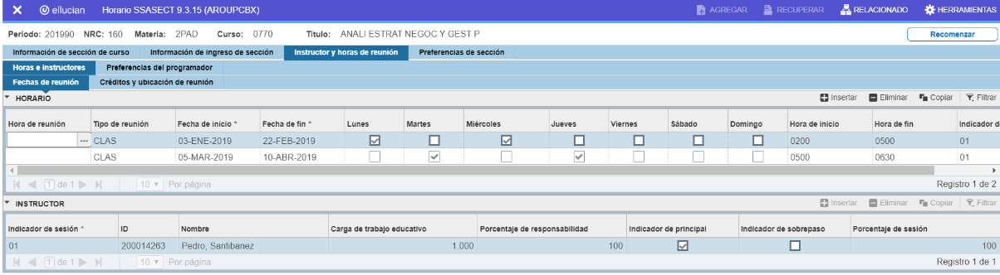 ellucian Horario SSASECT 9.3.15 (AROUPCBX) AGREGAR RECUPERAR RELACIONADO HERRAMIENTAS
Periodo: 201990 NRC: 160 Materia: 2PAD Curso: 0770 Titulo: ANALI ESTRAT NEGOC Y GEST P Recomenzar
Información de sección de curso Información de ingreso de sección Instructor y horas de reunión Preferencias de sección
Horas e instructores Preferencias del programador
Fechas de reunión Créditos y ubicación de reunión
HORARIO Insertar Eliminar Copiar Filtrar
Hora de reunión Tipo de reunión Fecha de inicio * Fecha de fin * Lunes Martes Miércoles Jueves Viernes Sábado Domingo Hora de inicio Hora de fin Indicador de
... CLAS 03-ENE-2019 22-FEB-2019 0200 0500 01
CLAS 05-MAR-2019 10-ABR-2019 0500 0630 01
1 de 1 10 Por página Registro 1 de 2
INSTRUCTOR Insertar Eliminar Copiar Filtrar
Indicador de sesión * ID Nombre Carga de trabajo educativo Porcentaje de responsabilidad Indicador de principal Indicador de sobrepaso Porcentaje de sesión
01 200014263 Pedro, Santibanez 1.000 100 100
1 de 1 10 Por página Registro 1 de 1